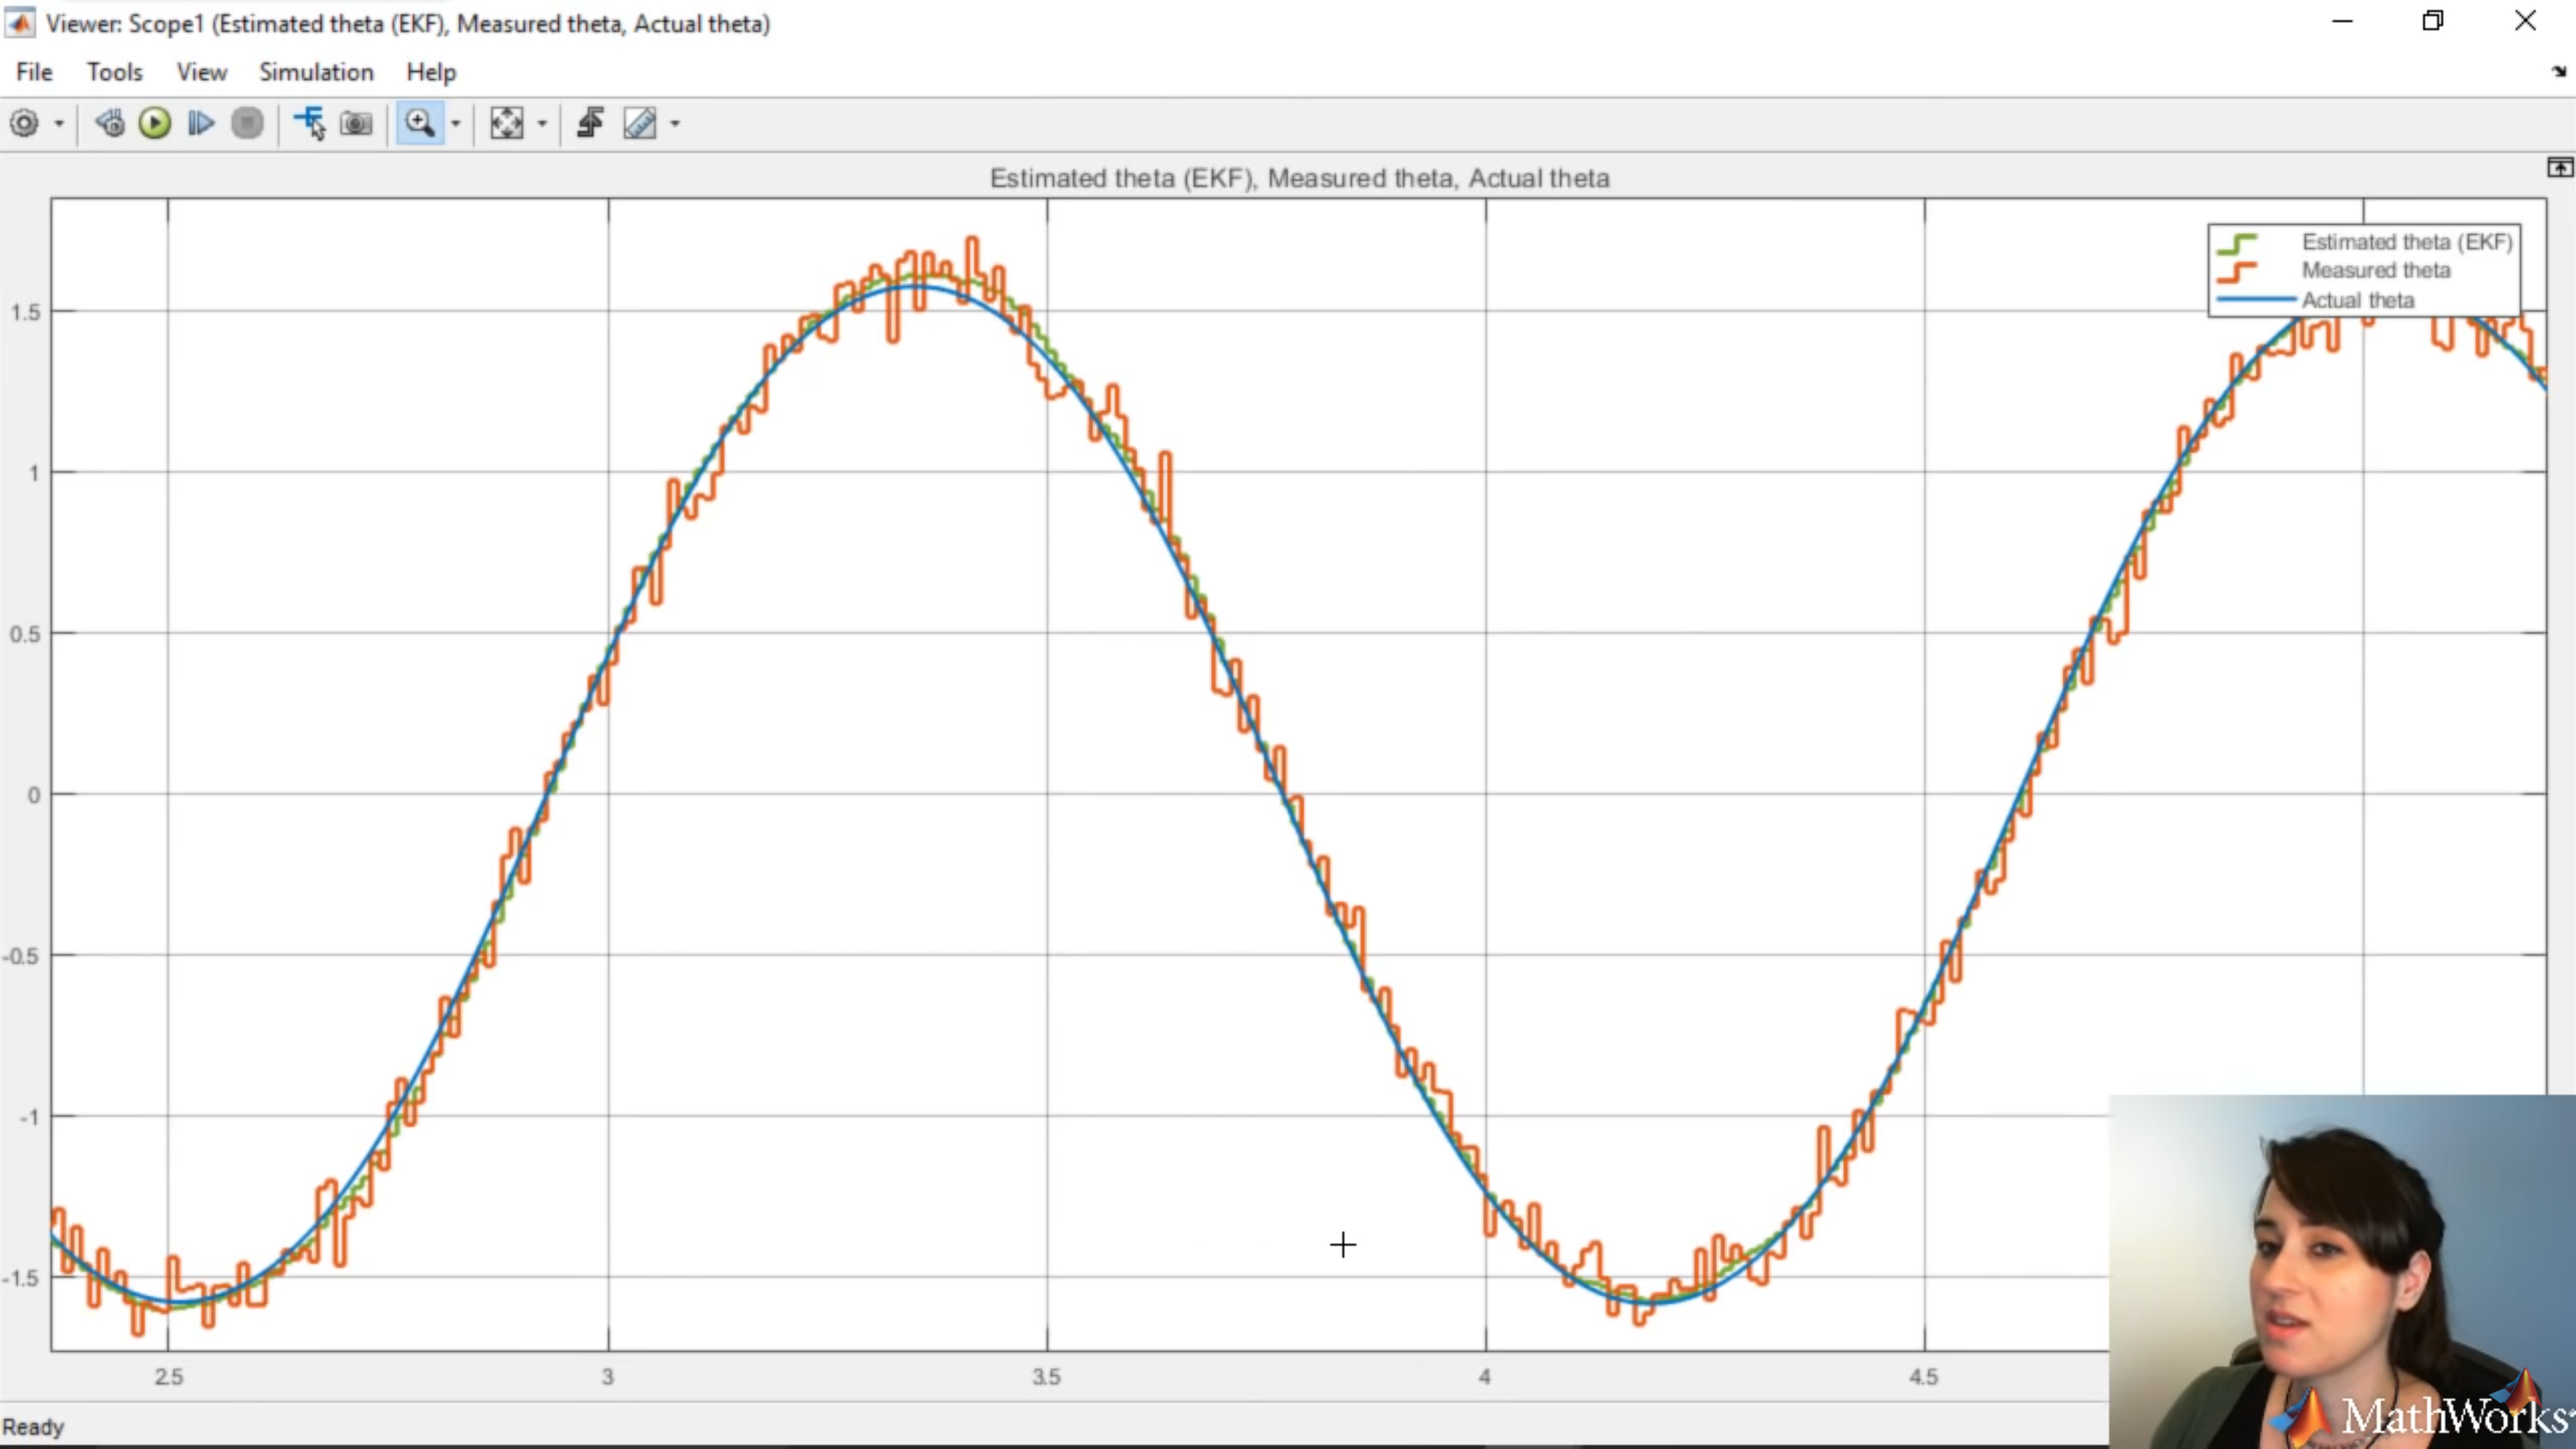 Viewer: Scope1 (Estimated theta (EKF), Measured theta, Actual theta)
File Tools View Simulation Help
Estimated theta (EKF), Measured theta, Actual theta
Estimated theta (EKF)
Measured theta
Actual theta
1.5
1
0.5
0
-0.5
-1
-1.5
2.5 3 3.5 4 4.5
Ready
MathWorks